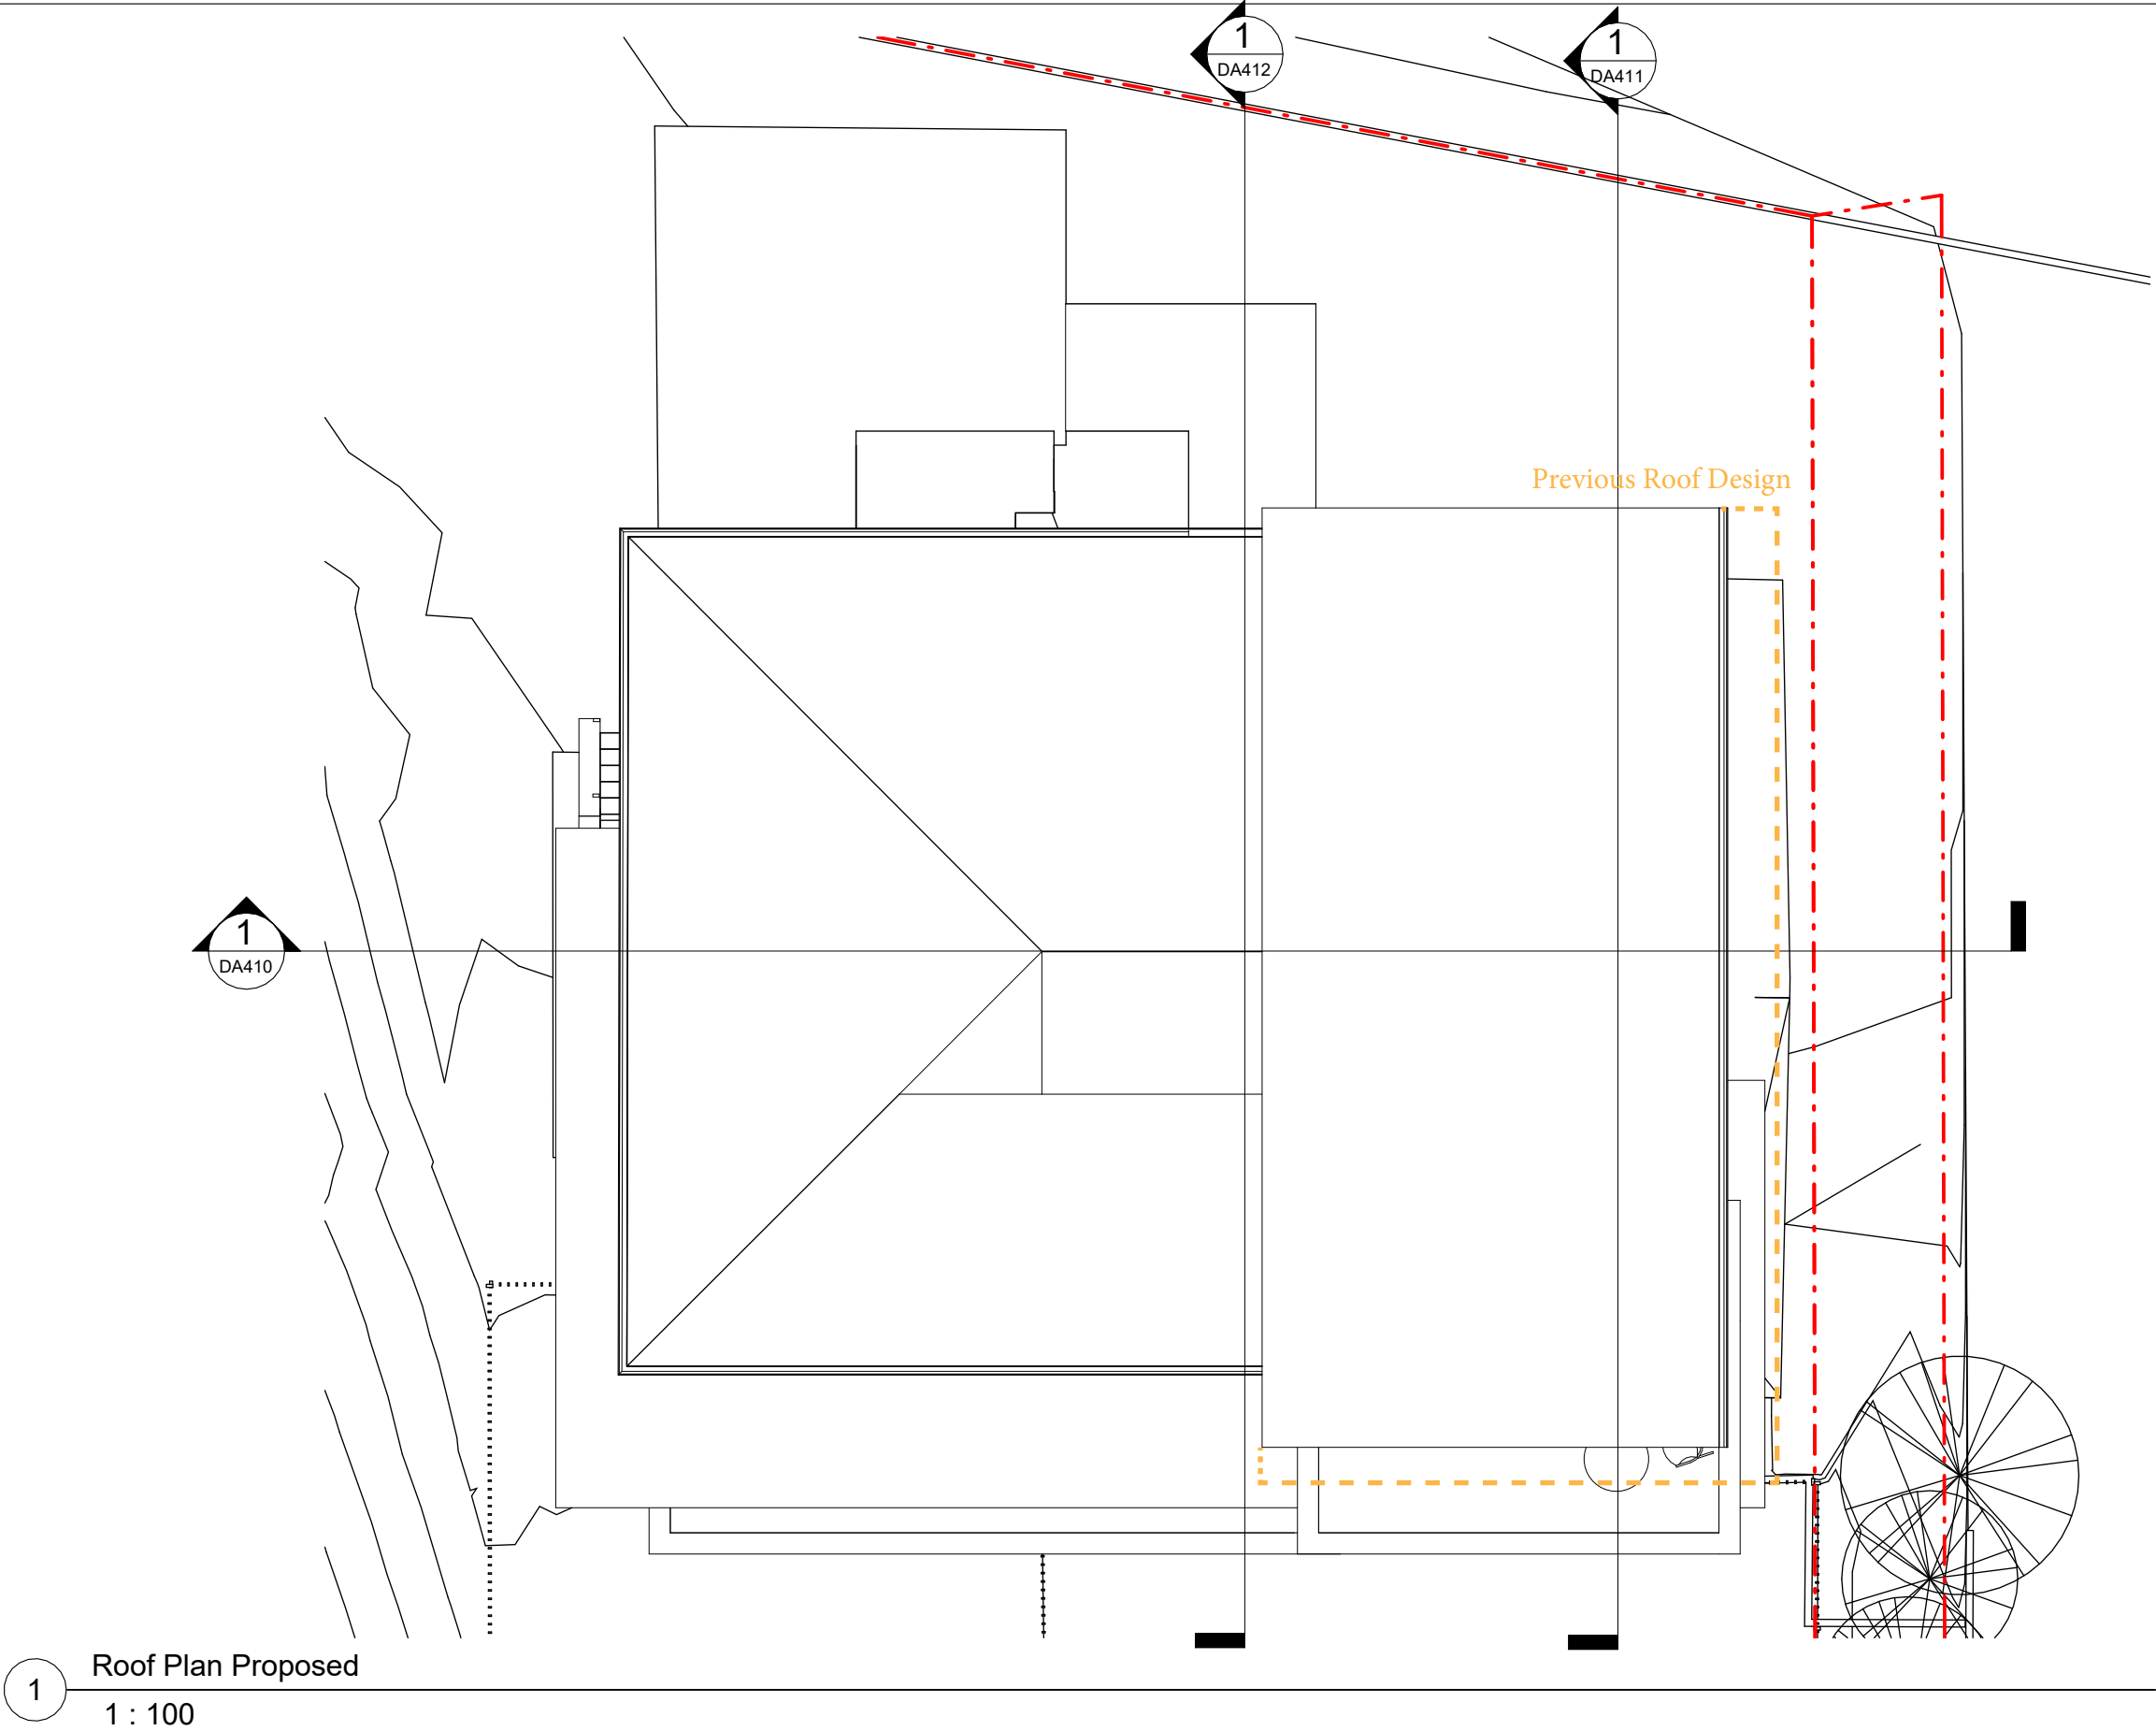 1
DA412
1
DA411
Previous Roof Design
1
DA410
Roof Plan Proposed
1
1 : 100